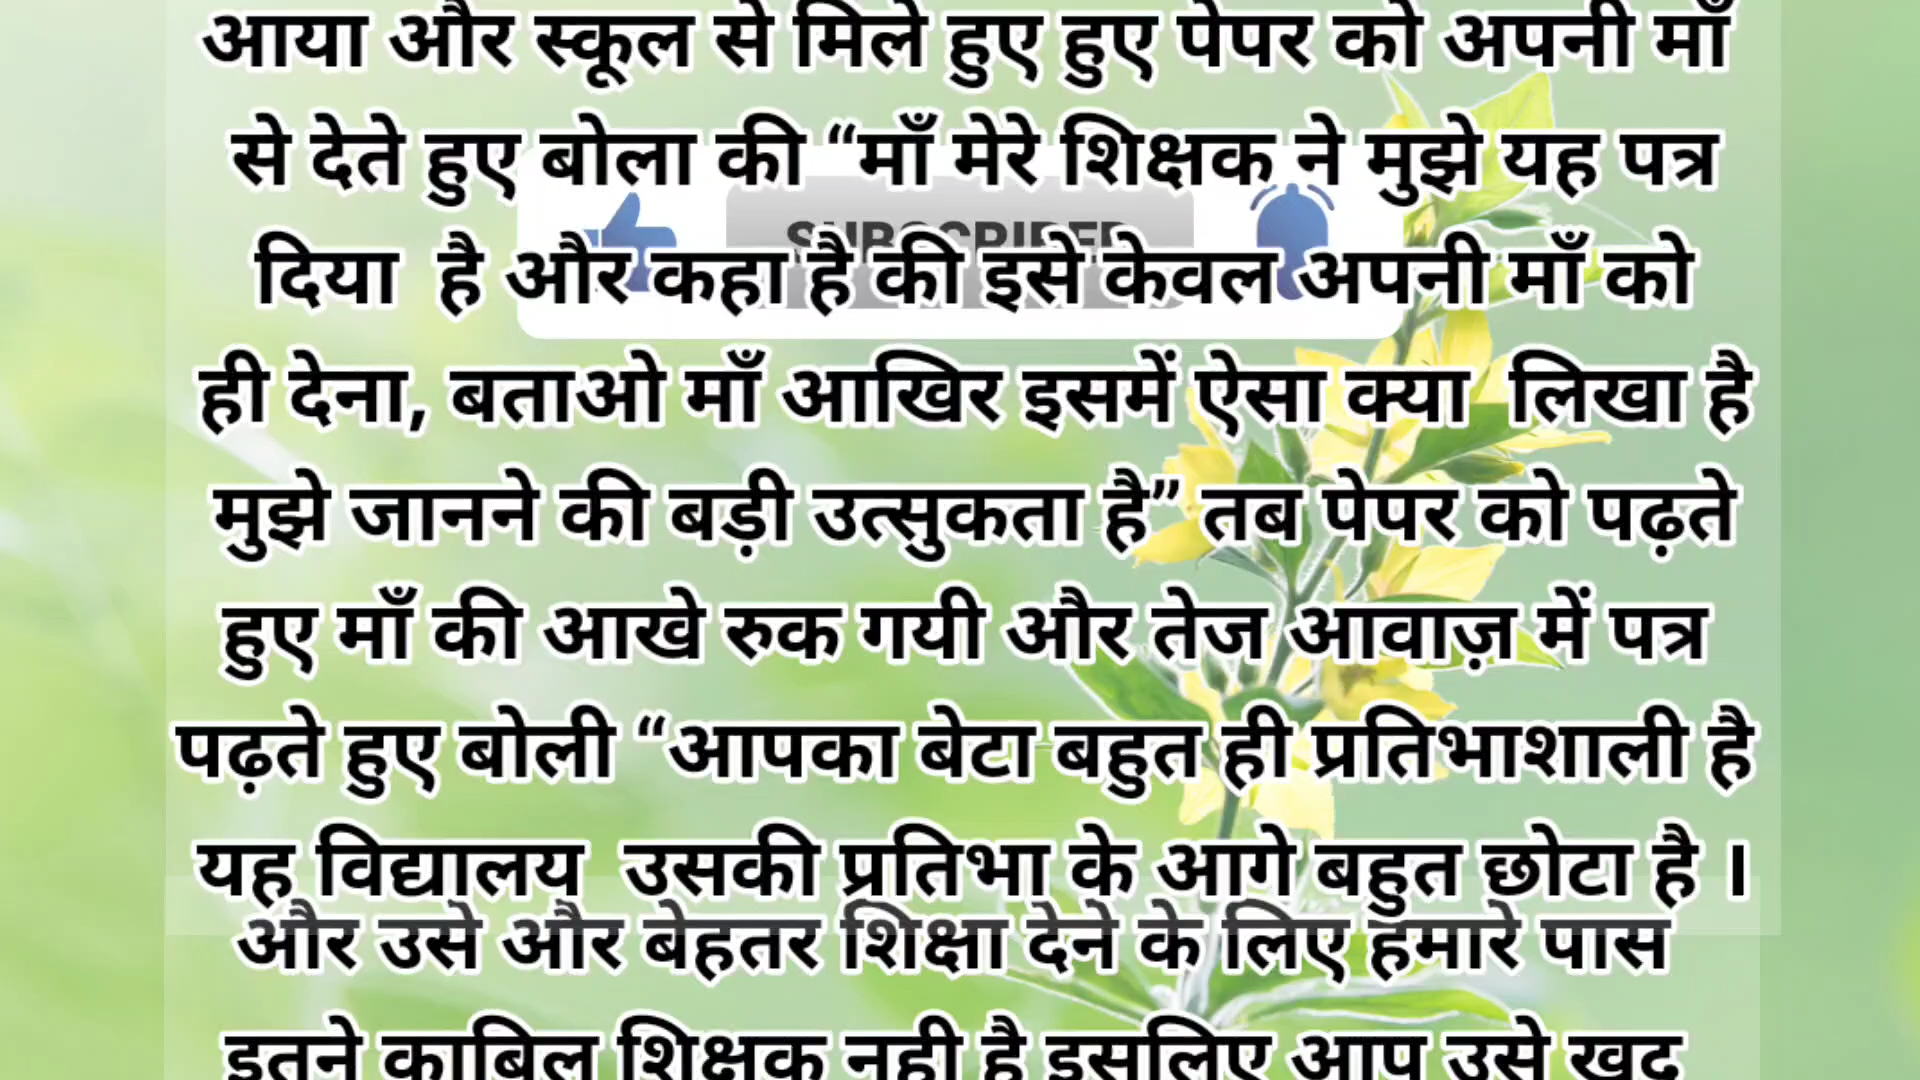 आया और स्कूल से मिले हुए हुए पेपर को अपनी माँ
से देते हुए बोला की “माँ मेरे शिक्षक ने मुझे यह पत्र
SUBSCRIBED
दिया है और कहा है की इसे केवल अपनी माँ को
ही देना, बताओ माँ आखिर इसमें ऐसा क्या लिखा है
मुझे जानने की बड़ी उत्सुकता है” तब पेपर को पढ़ते
हुए माँ की आखे रुक गयी और तेज आवाज़ में पत्र
पढ़ते हुए बोली “आपका बेटा बहुत ही प्रतिभाशाली है
यह विद्यालय उसकी प्रतिभा के आगे बहुत छोटा है ।
और उसे और बेहतर शिक्षा देने के लिए हमारे पास
इतने काबिल शिक्षक नही है इसलिए आप उसे खुद